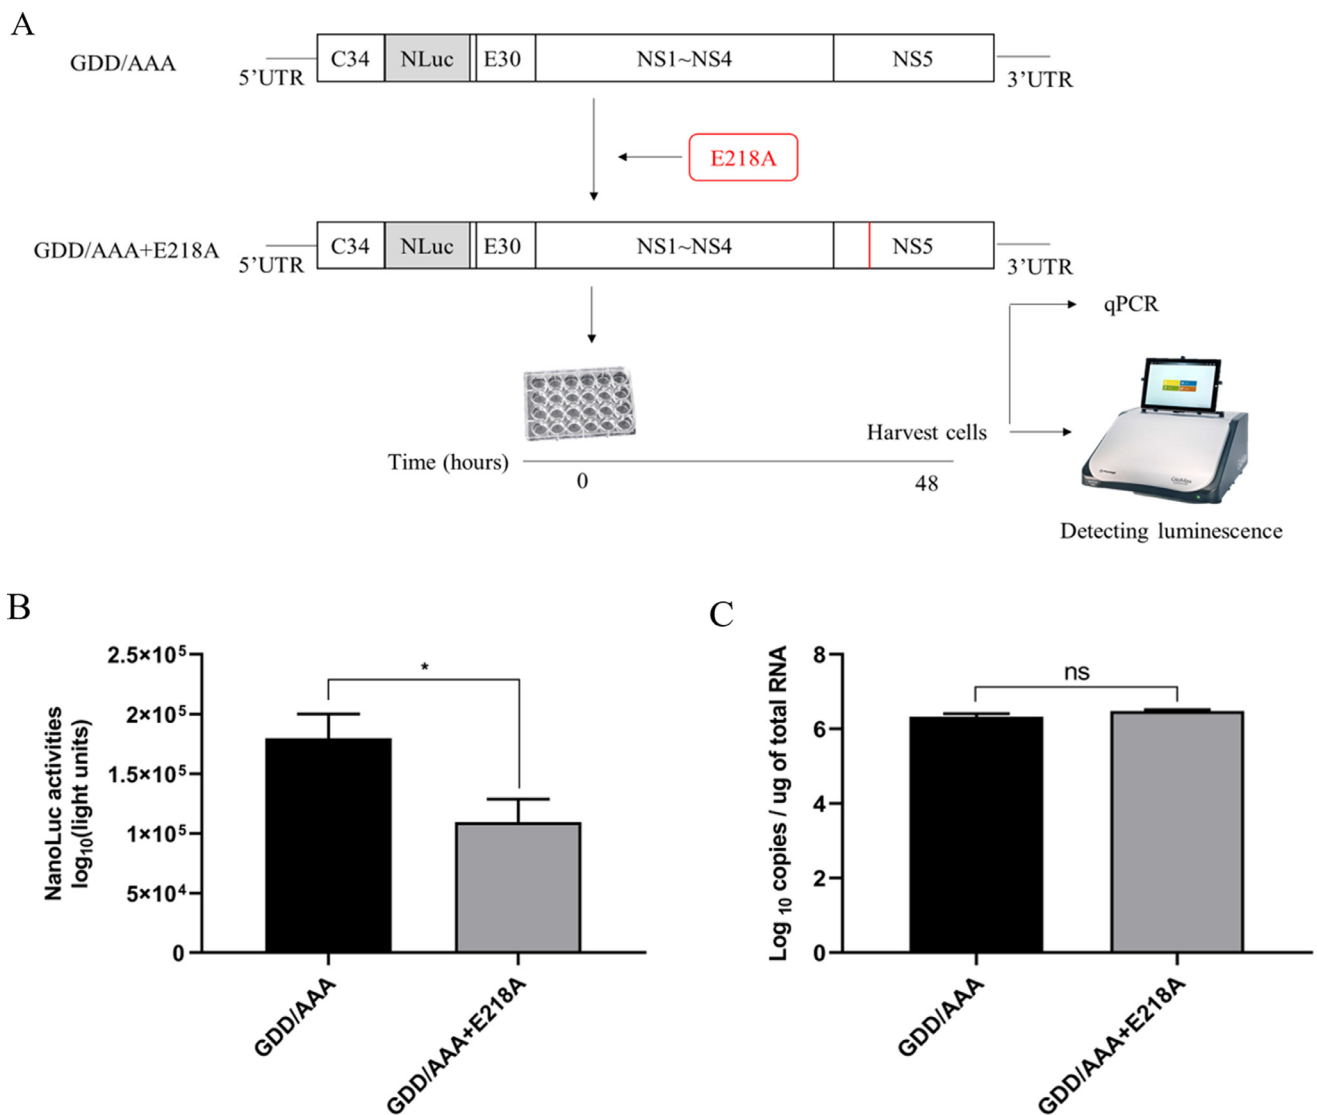 A
GDD/AAA
5’UTR
C34
NLuc
E30
NS1~NS4
NS5
3’UTR
E218A
GDD/AAA+E218A
5’UTR
C34
NLuc
E30
NS1~NS4
NS5
3’UTR
qPCR
Harvest cells
Time (hours)
0
48
Detecting luminescence
B
NanoLuc activities
log₁₀(light units)
2.5×10⁵
2×10⁵
1.5×10⁵
1×10⁵
5×10⁴
0
*
GDD/AAA
GDD/AAA+E218A
C
Log ₁₀ copies / ug of total RNA
8
6
4
2
0
ns
GDD/AAA
GDD/AAA+E218A